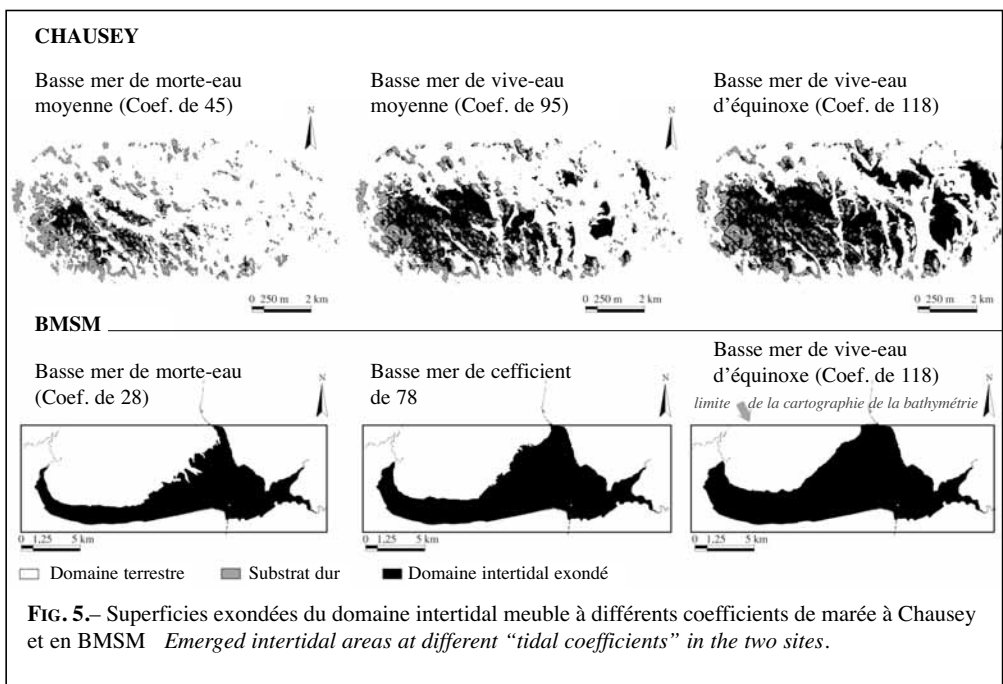 CHAUSEY
Basse mer de morte-eau
moyenne (Coef. de 45)
Basse mer de vive-eau
moyenne (Coef. de 95)
Basse mer de vive-eau
d'équinoxe (Coef. de 118)
N
N
N
0 250 m 2 km
0 250 m 2 km
0 250 m 2 km
BMSM
Basse mer de morte-eau
(Coef. de 28)
Basse mer de cefficient
de 78
Basse mer de vive-eau
d'équinoxe (Coef. de 118)
limite de la cartographie de la bathymétrie
N
N
N
0 1,25 5 km
0 1,25 5 km
0 1,25 5 km
Domaine terrestre Substrat dur Domaine intertidal exondé
FIG. 5.– Superficies exondées du domaine intertidal meuble à différents coefficients de marée à Chausey
et en BMSM Emerged intertidal areas at different “tidal coefficients” in the two sites.